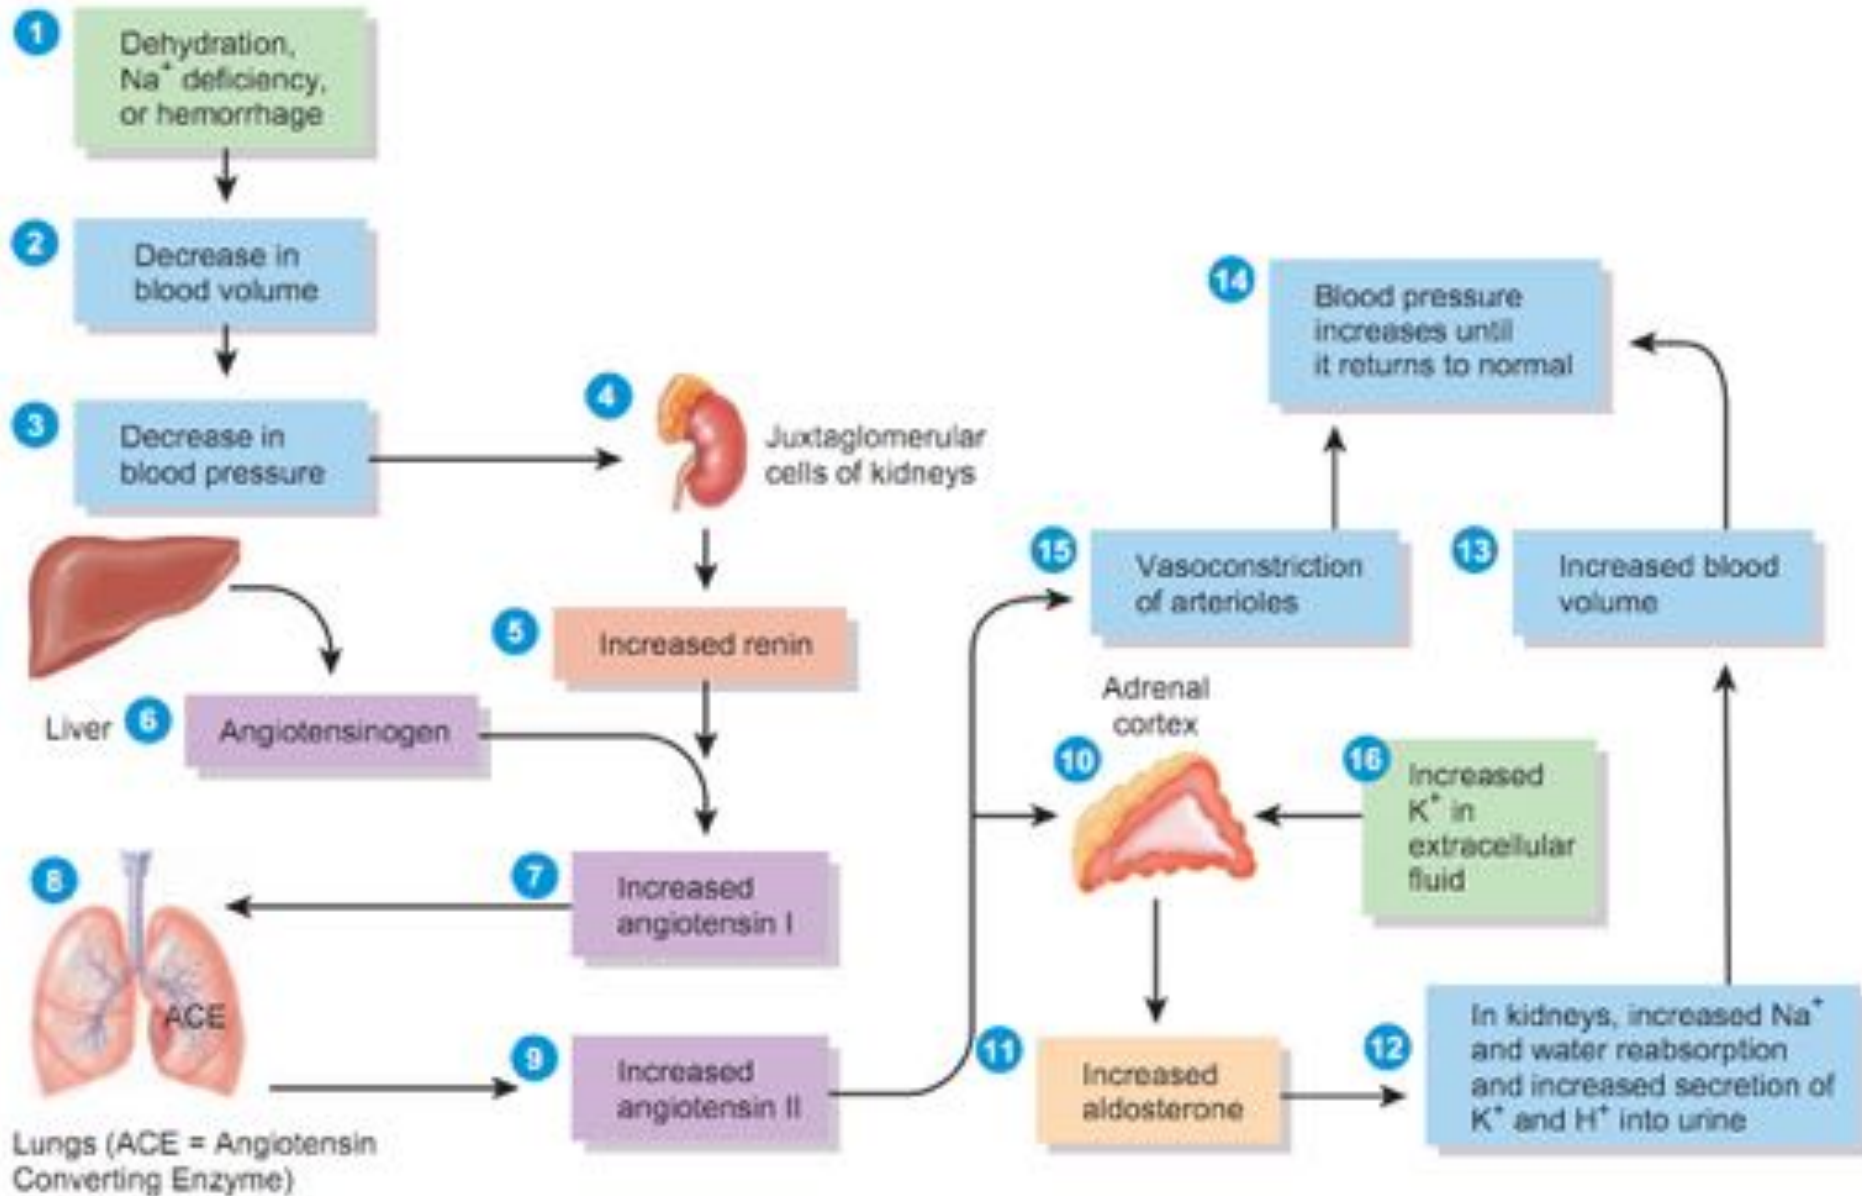 1
Dehydration,
Na⁺ deficiency,
or hemorrhage
2
Decrease in
blood volume
3
Decrease in
blood pressure
4
Juxtaglomerular
cells of kidneys
5
Increased renin
Liver
6
Angiotensinogen
7
Increased
angiotensin I
8
ACE
Lungs (ACE = Angiotensin
Converting Enzyme)
9
Increased
angiotensin II
10
Adrenal
cortex
11
Increased
aldosterone
12
In kidneys, increased Na⁺
and water reabsorption
and increased secretion of
K⁺ and H⁺ into urine
13
Increased blood
volume
14
Blood pressure
increases until
it returns to normal
15
Vasoconstriction
of arterioles
16
Increased
K⁺ in
extracellular
fluid